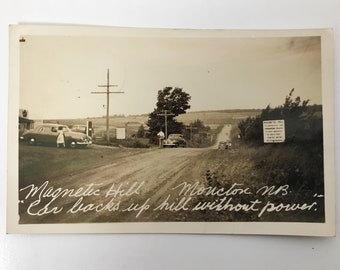 Magnetic Hill Moncton N.B.
"Car backs up hill without power."